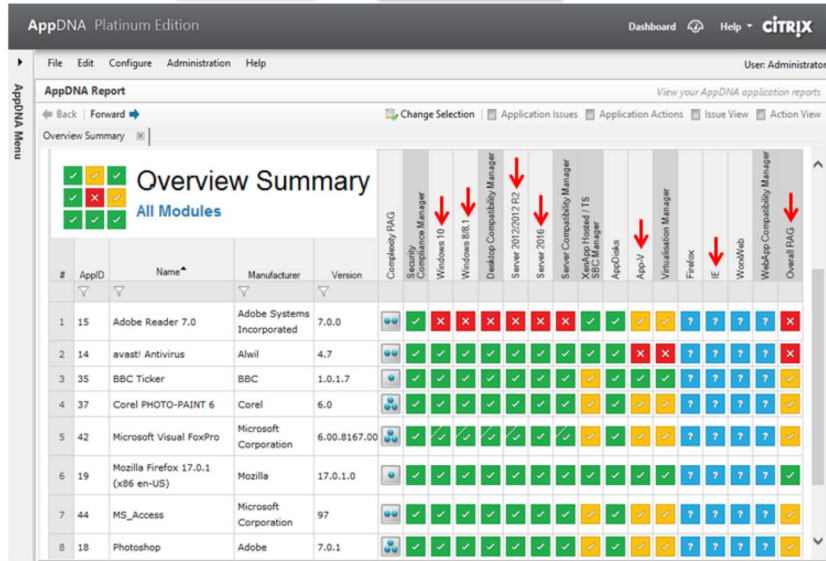 AppDNA Platinum Edition
Dashboard Help CITRIX
File Edit Configure Administration Help User: Administrator
AppDNA Menu
AppDNA Report View your AppDNA application reports
Back | Forward Change Selection | Application Issues Application Actions Issue View Action View
Overview Summary
Overview Summary
All Modules
# AppID Name Manufacturer Version
Complexity RAG
Security Compliance Manager
Windows 10
Windows 8/8.1
Desktop Compatibility Manager
Server 2012/2012 R2
Server 2016
Server Compatibility Manager
XenApp Hosted / TS
SBC Manager
AppDisks
App-V
Virtualisation Manager
Firefox
IE
WorxWeb
WebApp Compatibility Manager
Overall RAG
1 15 Adobe Reader 7.0 Adobe Systems Incorporated 7.0.0 ? ? ? ?
2 14 avast! Antivirus Alwil 4.7 ? ? ? ?
3 35 BBC Ticker BBC 1.0.1.7 ? ? ? ?
4 37 Corel PHOTO-PAINT 6 Corel 6.0 ? ? ? ?
5 42 Microsoft Visual FoxPro Microsoft Corporation 6.00.8167.00 ? ? ? ?
6 19 Mozilla Firefox 17.0.1 (x86 en-US) Mozilla 17.0.1.0 ? ? ? ?
7 44 MS_Access Microsoft Corporation 97 ? ? ? ?
8 18 Photoshop Adobe 7.0.1 ? ? ? ?